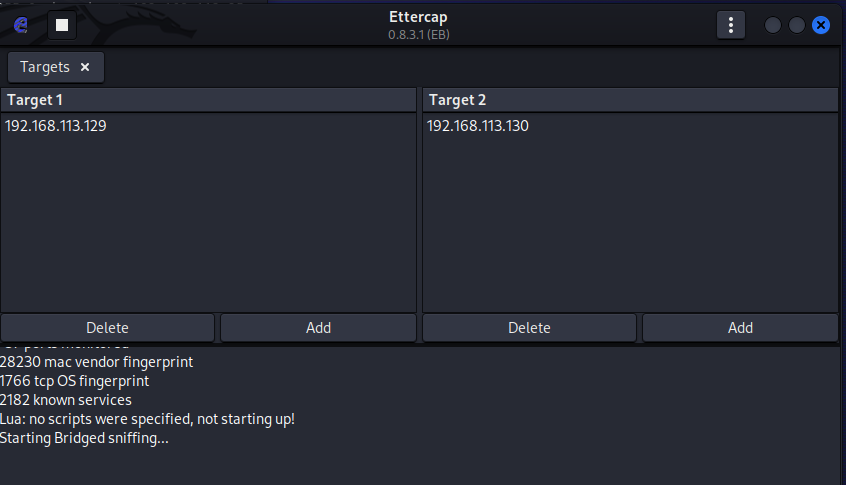 Ettercap
0.8.3.1 (EB)
Targets
Target 1
Target 2
192.168.113.129
192.168.113.130
Delete
Add
Delete
Add
ports monitored
28230 mac vendor fingerprint
1766 tcp OS fingerprint
2182 known services
Lua: no scripts were specified, not starting up!
Starting Bridged sniffing...